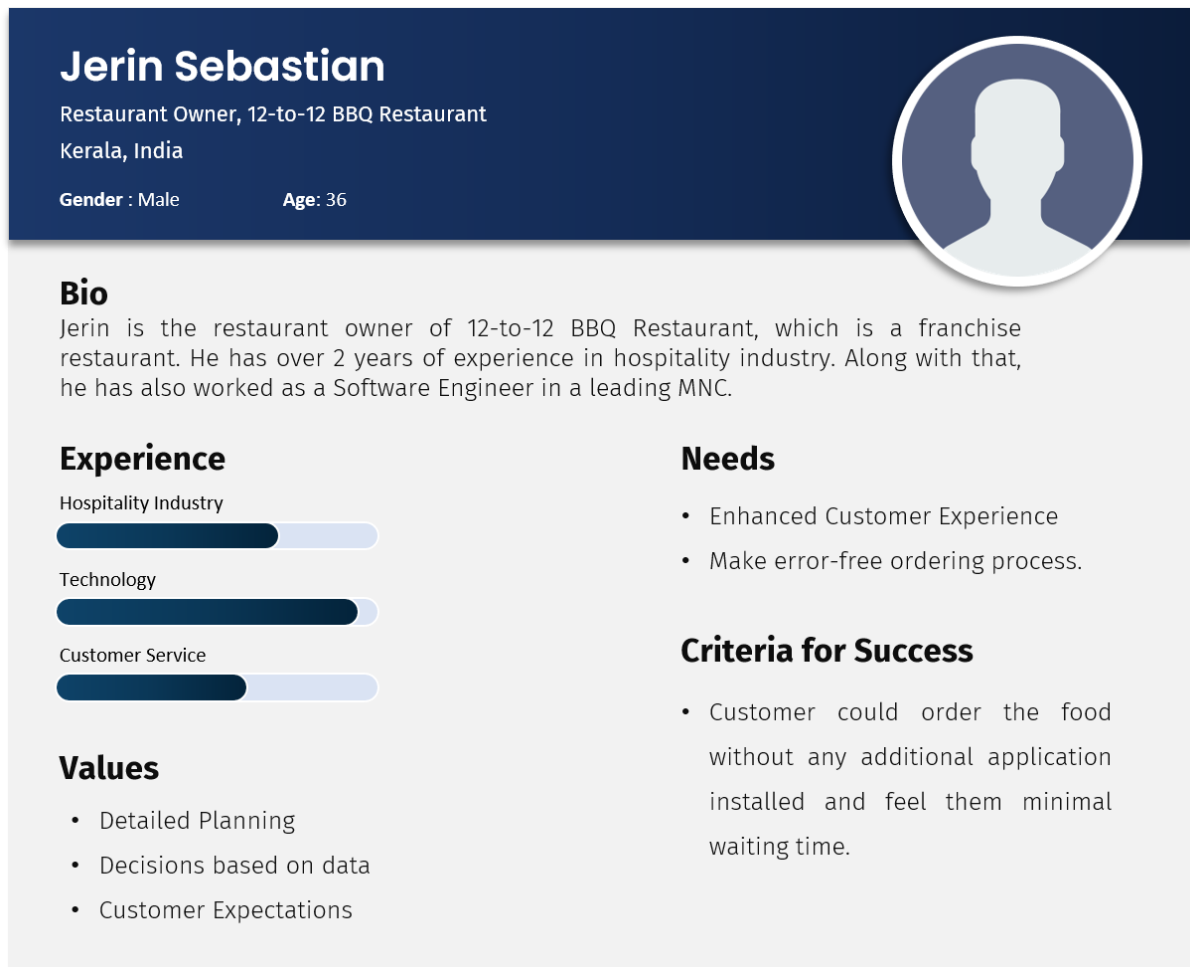 Jerin Sebastian
Restaurant Owner, 12-to-12 BBQ Restaurant
Kerala, India
Gender : Male Age: 36
Bio
Jerin is the restaurant owner of 12-to-12 BBQ Restaurant, which is a franchise
restaurant. He has over 2 years of experience in hospitality industry. Along with that,
he has also worked as a Software Engineer in a leading MNC.
Experience
Hospitality Industry
Technology
Customer Service
Values
• Detailed Planning
• Decisions based on data
• Customer Expectations
Needs
• Enhanced Customer Experience
• Make error-free ordering process.
Criteria for Success
• Customer could order the food
without any additional application
installed and feel them minimal
waiting time.